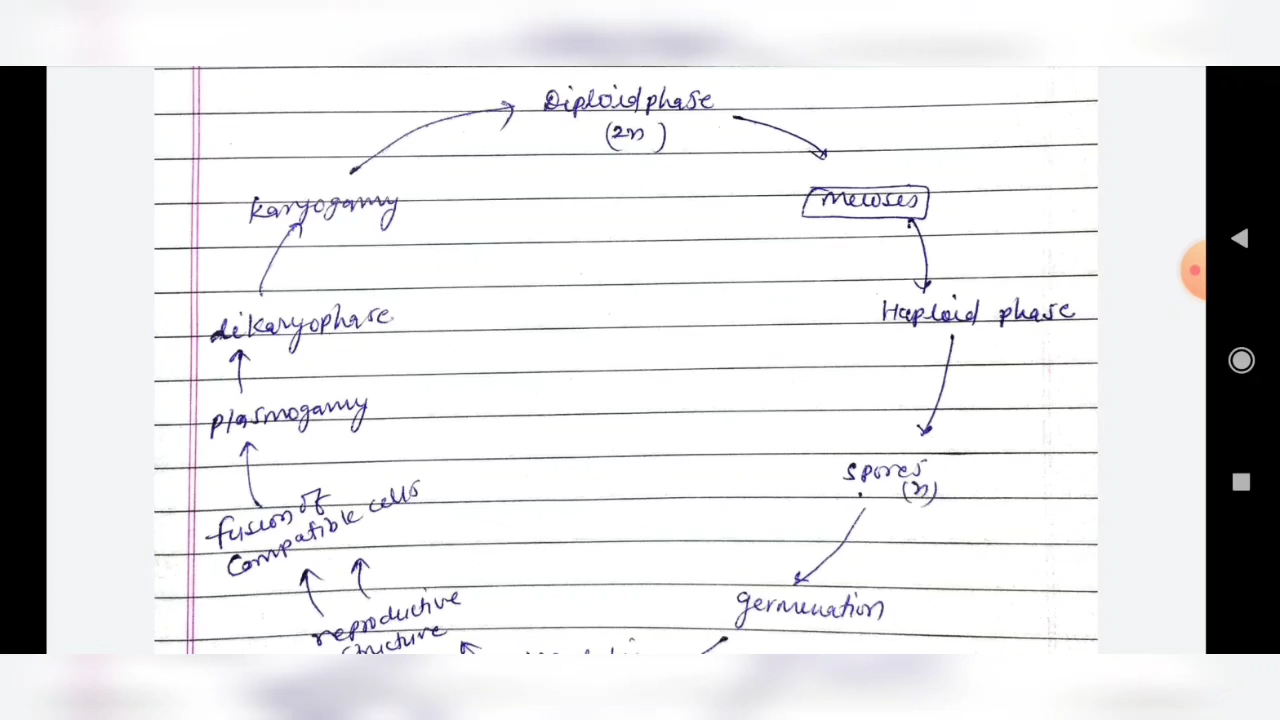 Diploid phase
(2n)
karyogamy
meioses
dikaryophase
Haploid phase
plasmogamy
spores
(n)
fusion of
compatible cells
germination
reproductive
structure